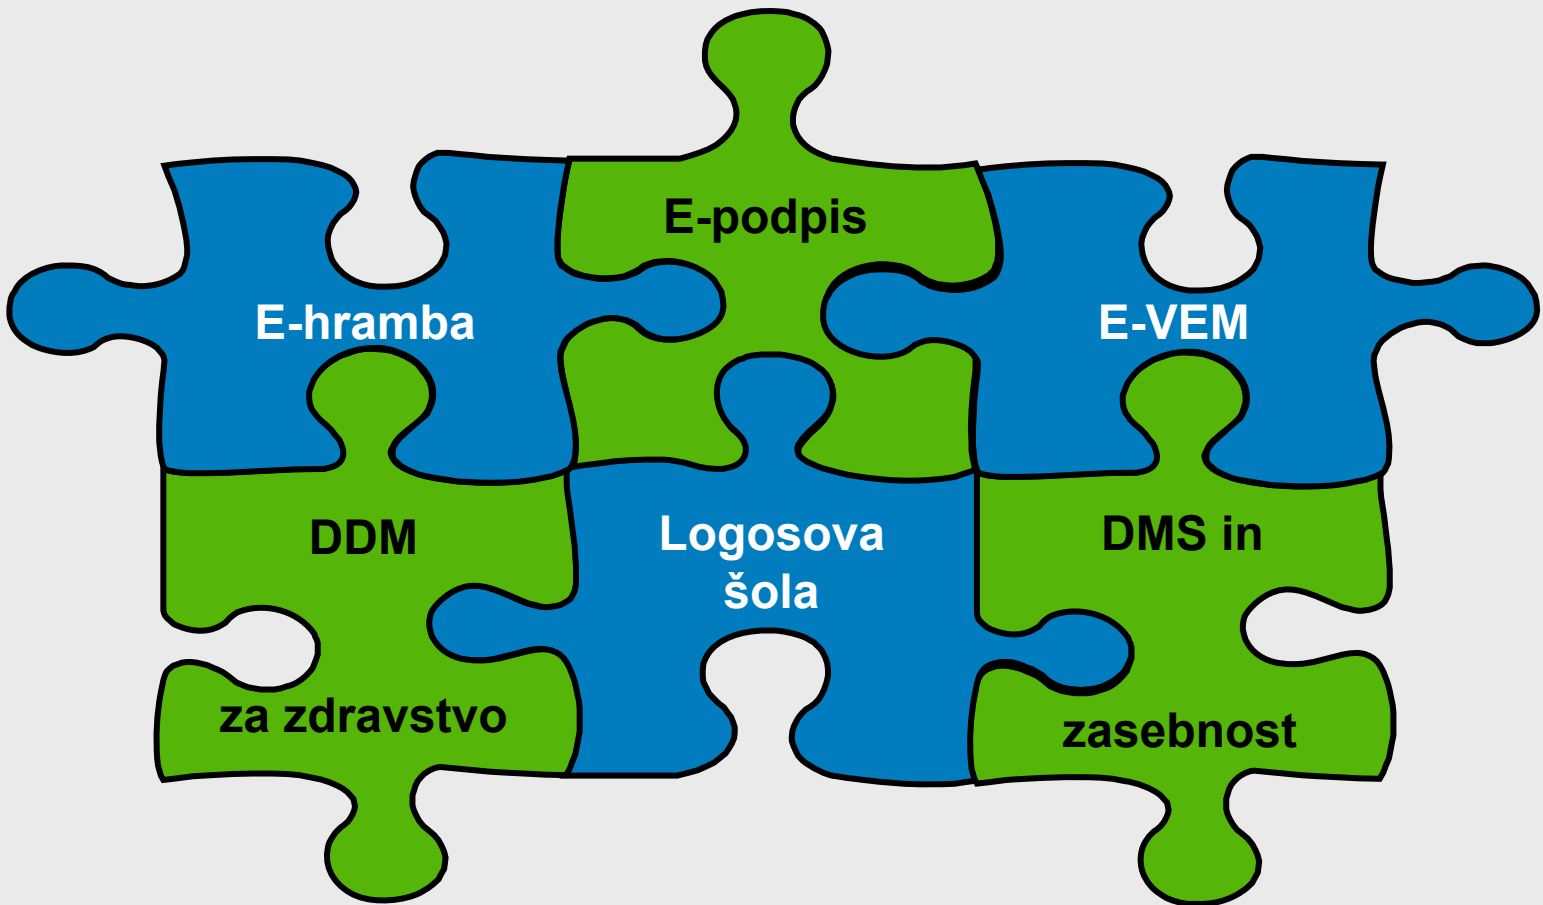 E-podpis
E-hramba
E-VEM
DDM
za zdravstvo
Logosova
šola
DMS in
zasebnost